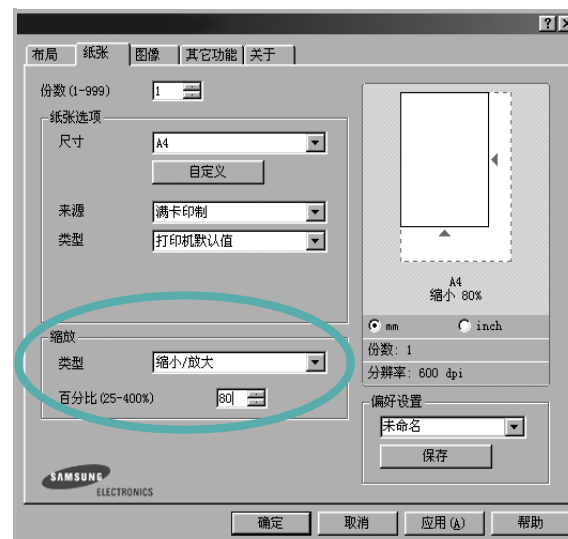 布局 纸张 图像 其它功能 关于
份数(1-999) 1
纸张选项
尺寸 A4
自定义
来源 满卡印制
类型 打印机默认值
缩放
类型 缩小/放大
百分比(25-400%) 80
SAMSUNG
ELECTRONICS
A4
缩小 80%
mm inch
份数: 1
分辨率: 600 dpi
偏好设置
未命名
保存
确定 取消 应用(A) 帮助